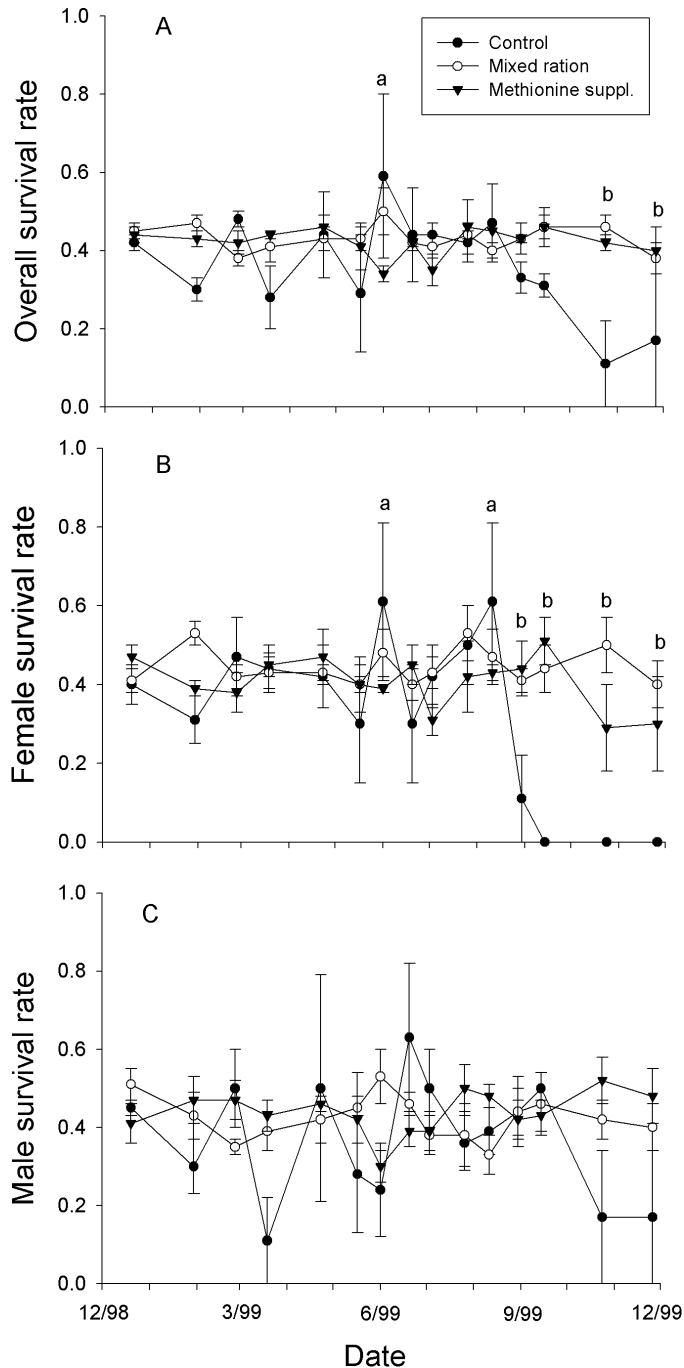 A
Control
Mixed ration
Methionine suppl.
1.0
0.8
0.6
0.4
0.2
0.0
Overall survival rate
a
b
b
B
1.0
0.8
0.6
0.4
0.2
0.0
Female survival rate
a
a
b
b
b
b
C
1.0
0.8
0.6
0.4
0.2
0.0
Male survival rate
12/98
3/99
6/99
9/99
12/99
Date